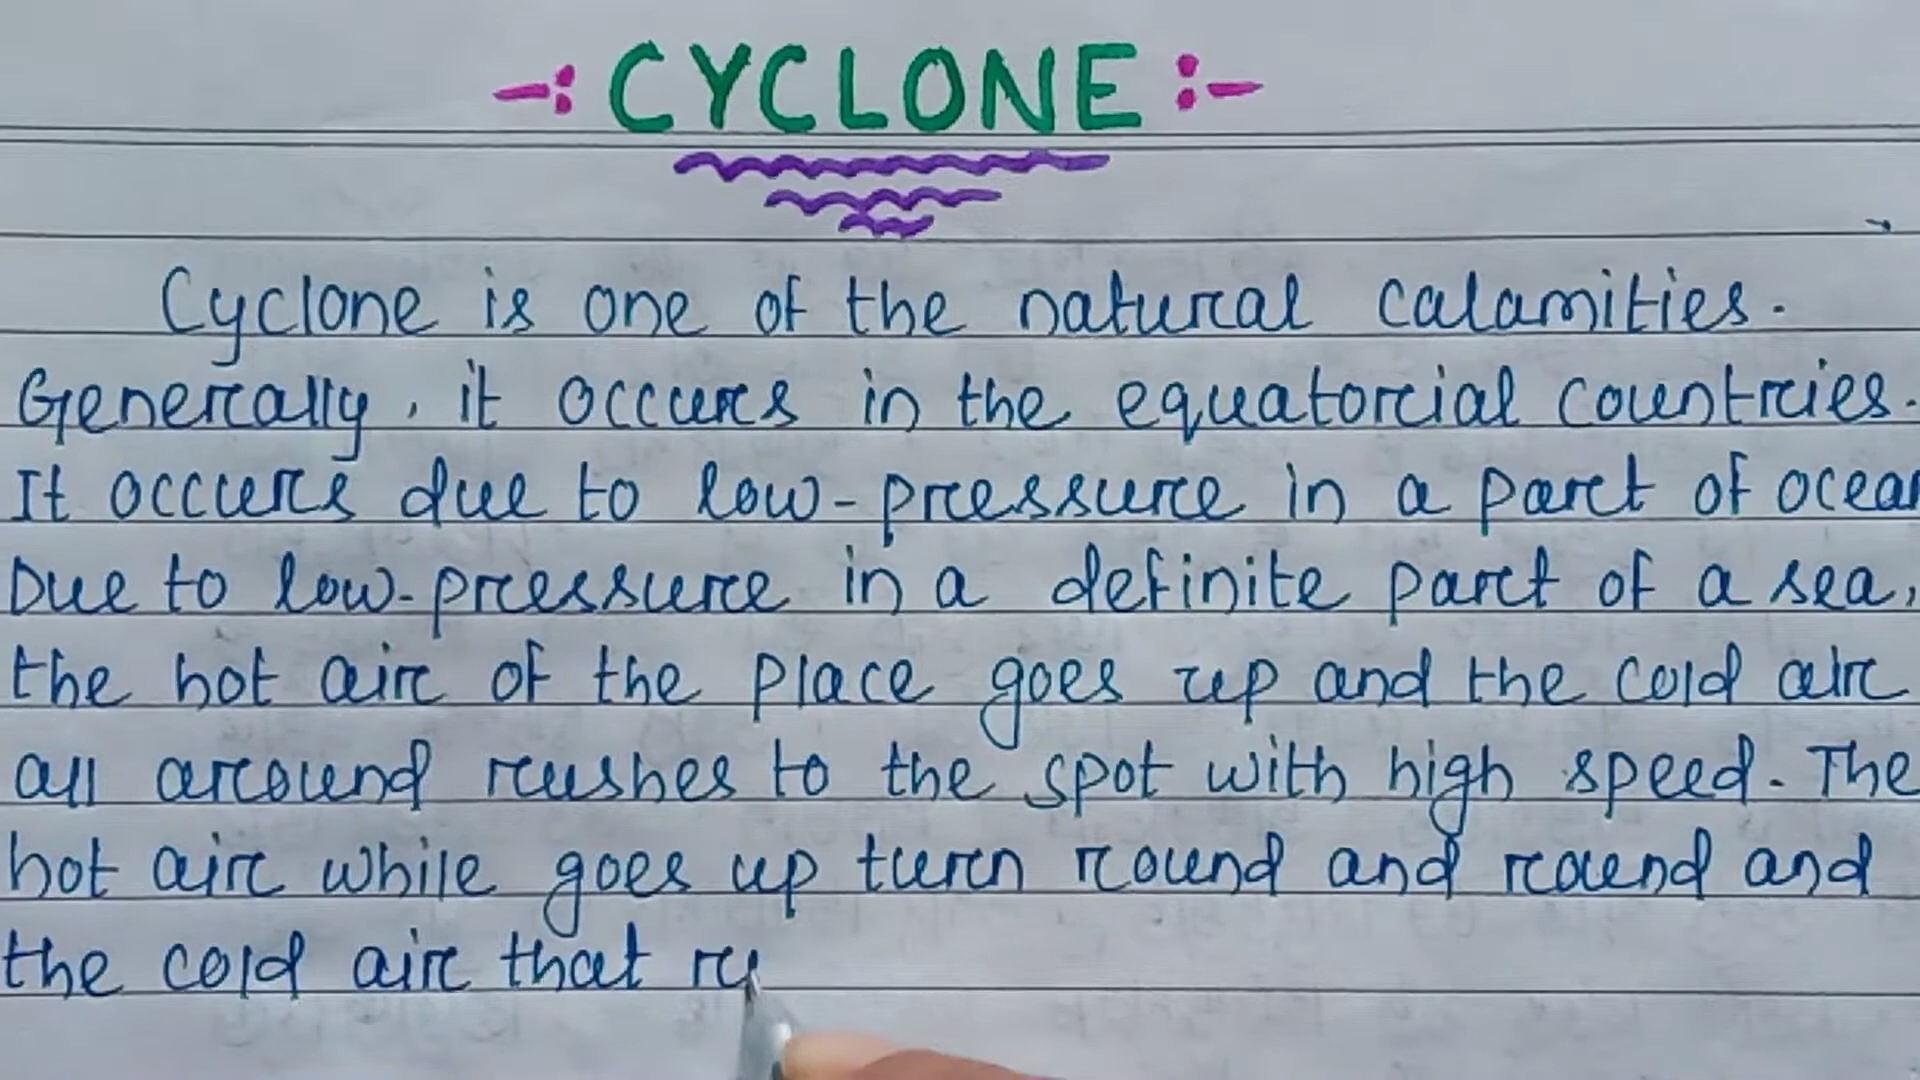 -: CYCLONE :-
Cyclone is one of the natural calamities.
Generally, it occurs in the equatorial countries.
It occurs due to low-pressure in a part of ocean
Due to low-pressure in a definite part of a sea,
the hot air of the place goes up and the cold air
all around rushes to the spot with high speed. The
hot air while goes up turn round and round and
the cold air that ru